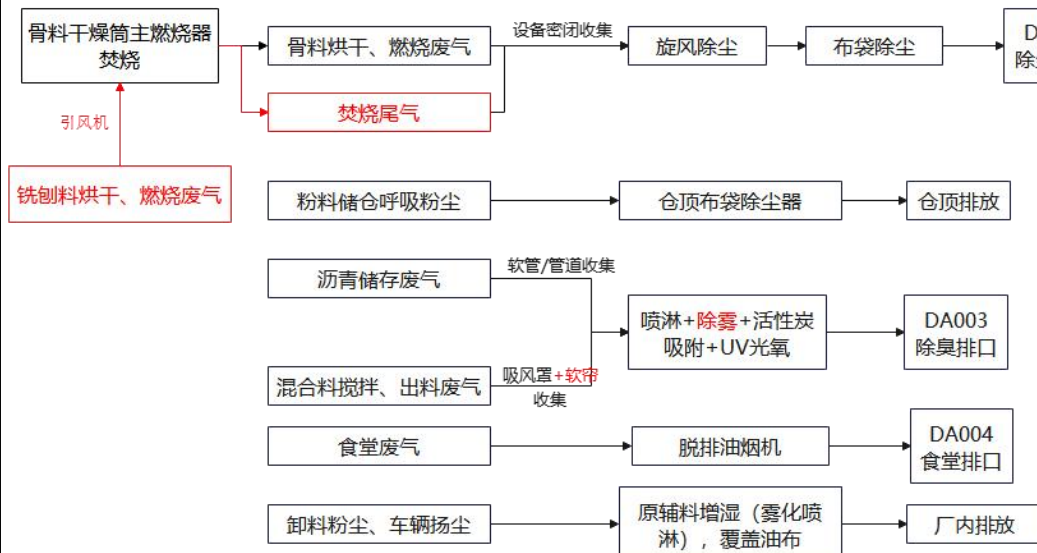 骨料干燥筒主燃烧器
焚烧
骨料烘干、燃烧废气
设备密闭收集
旋风除尘
布袋除尘
D
焚烧尾气
引风机
铣刨料烘干、燃烧废气
粉料储仓呼吸粉尘
仓顶布袋除尘器
仓顶排放
沥青储存废气
软管/管道收集
喷淋+除雾+活性炭
吸附+UV光氧
DA003
除臭排口
混合料搅拌、出料废气
吸风罩+软帘
收集
食堂废气
脱排油烟机
DA004
食堂排口
卸料粉尘、车辆扬尘
原辅料增湿（雾化喷
淋），覆盖油布
厂内排放